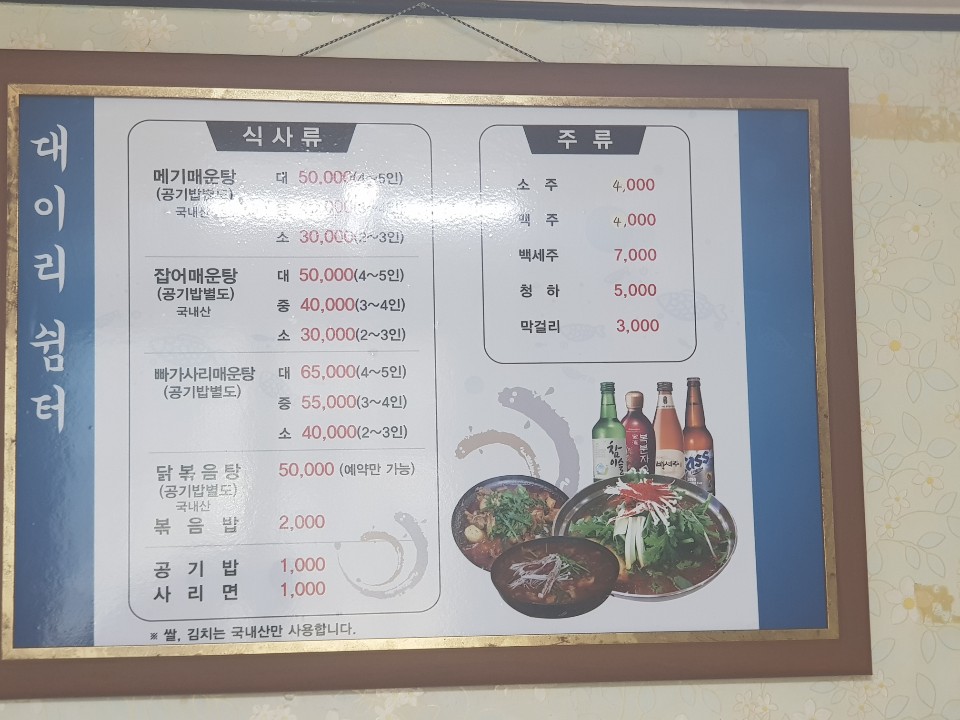 대이리 쉼터
식사류
메기매운탕 대 50,000(4~5인)
(공기밥별도)
국내산
소 30,000(2~3인)
잡어매운탕 대 50,000(4~5인)
(공기밥별도) 중 40,000(3~4인)
국내산
소 30,000(2~3인)
빠가사리매운탕 대 65,000(4~5인)
(공기밥별도)
중 55,000(3~4인)
소 40,000(2~3인)
닭볶음탕 50,000 (예약만 가능)
(공기밥별도)
국내산
볶음밥 2,000
공기밥 1,000
사리면 1,000
※ 쌀, 김치는 국내산만 사용합니다.
주류
소주 4,000
맥주 4,000
백세주 7,000
청하 5,000
막걸리 3,000
참이슬
복분자
백세주